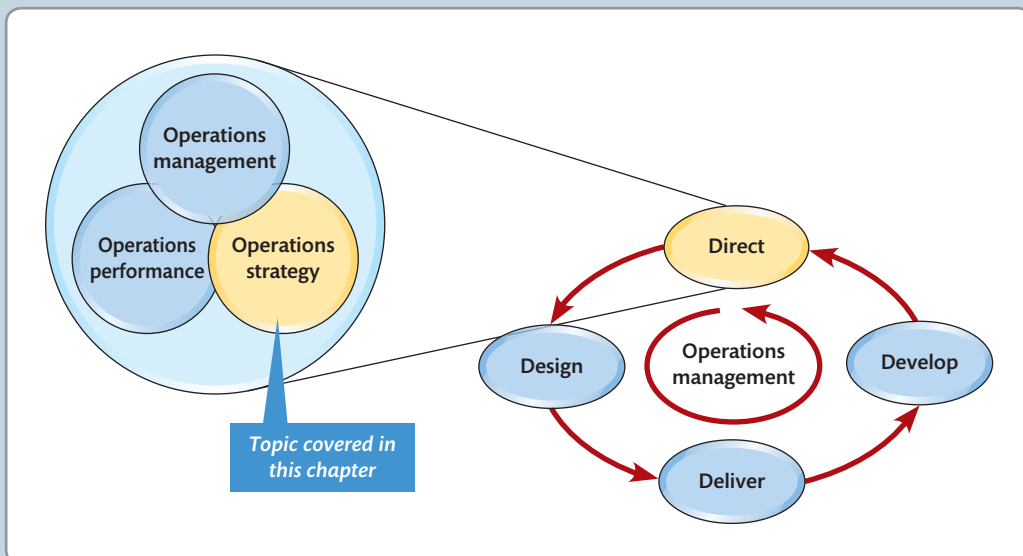 Operations
management
Operations
performance
Operations
strategy
Topic covered in
this chapter
Direct
Design
Operations
management
Develop
Deliver